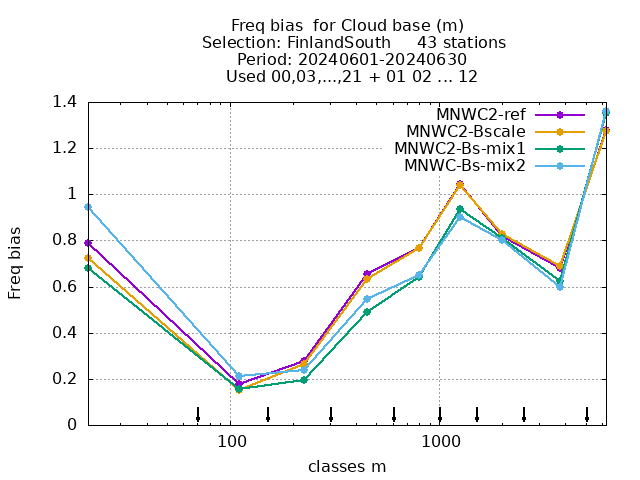 Freq bias  for Cloud base (m)
Selection: FinlandSouth     43 stations
Period: 20240601-20240630
Used 00,03,...,21 + 01 02 ... 12
MNWC2-ref
MNWC2-Bscale
MNWC2-Bs-mix1
MNWC-Bs-mix2
1.4
1.2
1
0.8
0.6
0.4
0.2
0
Freq bias
100
1000
classes m